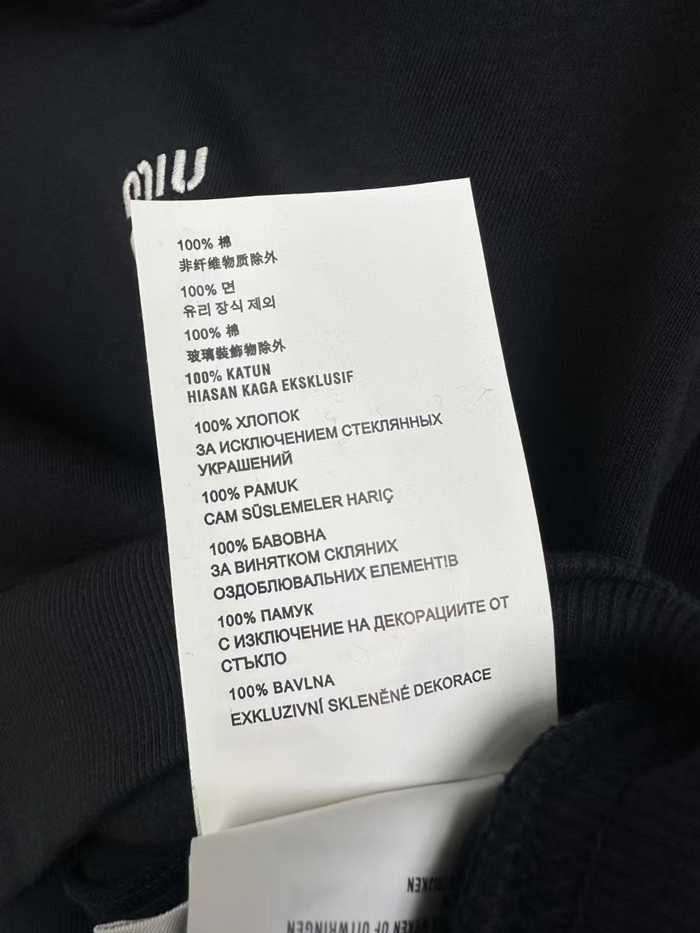 100% 棉
非纤维物质除外
100% 면
유리 장식 제외
100% 棉
玻璃裝飾物除外
100% KATUN
HIASAN KAGA EKSKLUSIF
100% ХЛОПОК
ЗА ИСКЛЮЧЕНИЕМ СТЕКЛЯННЫХ
УКРАШЕНИЙ
100% PAMUK
CAM SÜSLEMELER HARIÇ
100% БАВОВНА
ЗА ВИНЯТКОМ СКЛЯНИХ
ОЗДОБЛЮВАЛЬНИХ ЕЛЕМЕНТ!В
100% ПАМУК
С ИЗКЛЮЧЕНИЕ НА ДЕКОРАЦИИТЕ ОТ
СТЪКЛО
100% BAVLNA
EXKLUZIVNÍ SKLENĚNÉ DEKORACE
OF UITWRINGEN